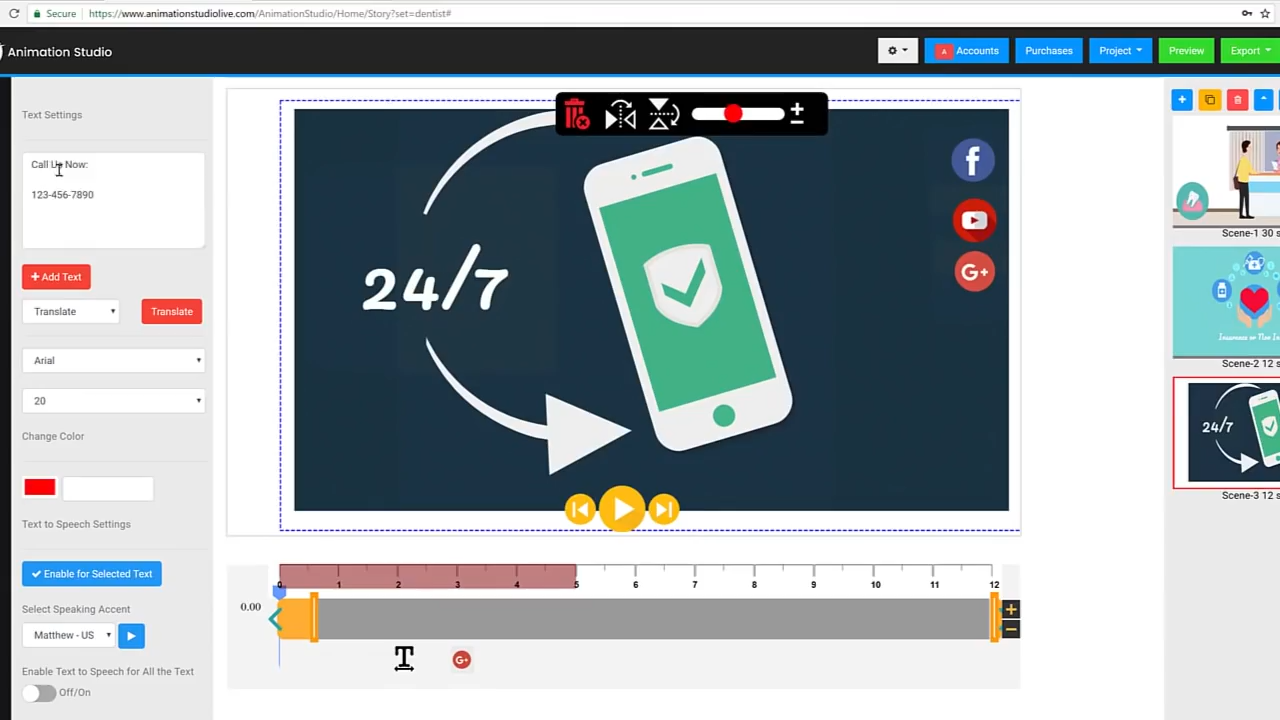 Secure
https://www.animationstudiolive.com/AnimationStudio/Home/Story?set=dentist#
Animation Studio
A Accounts
Purchases
Project
Preview
Export
Text Settings
Call Us Now:
123-456-7890
+ Add Text
Translate
Translate
Arial
20
Change Color
Text to Speech Settings
Enable for Selected Text
Select Speaking Accent
Matthew - US
Enable Text to Speech for All the Text
Off/On
24/7
f
G+
0 1 2 3 4 5 6 7 8 9 10 11 12
0.00
T
G+
Scene-1 30 s
Scene-2 12 s
24/7
Scene-3 12 s